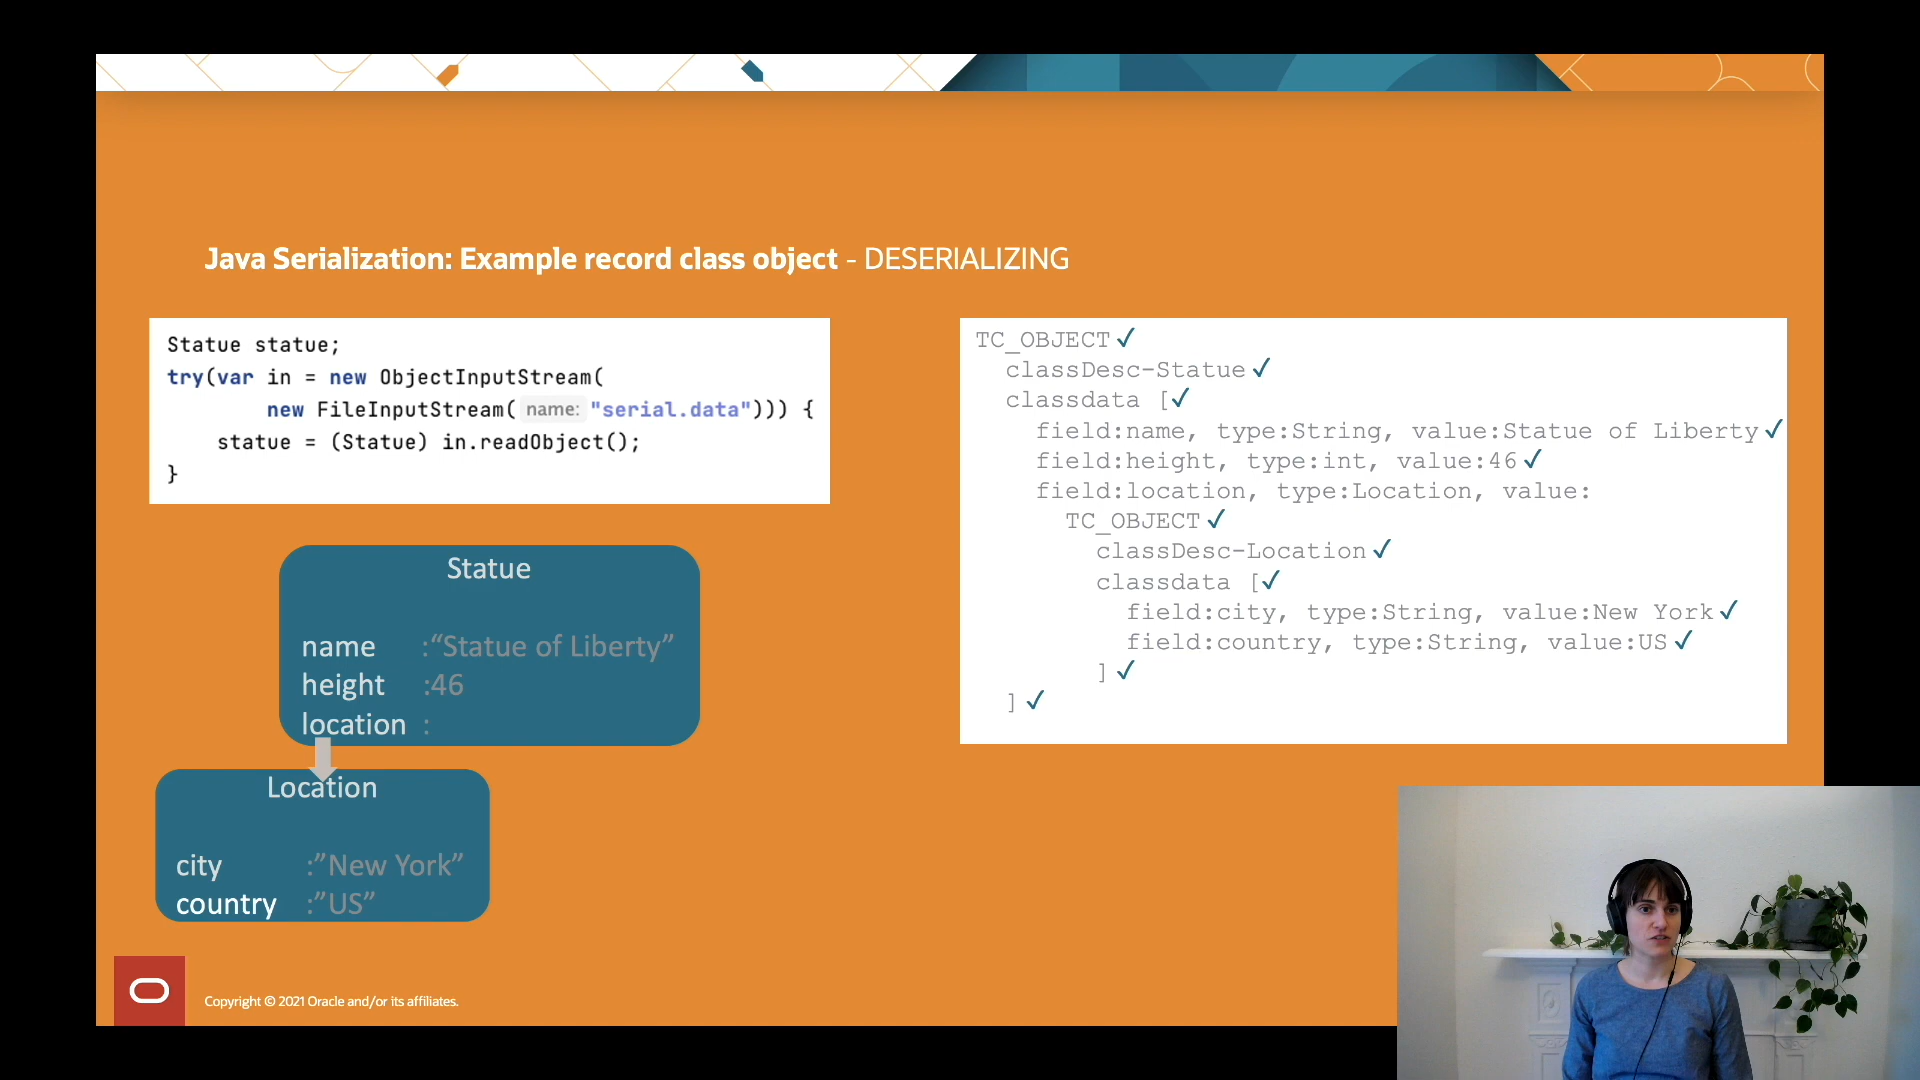 Java Serialization: Example record class object - DESERIALIZING
Statue statue;
try(var in = new ObjectInputStream(
new FileInputStream( name: "serial.data"))) {
statue = (Statue) in.readObject();
}
Statue
name :“Statue of Liberty”
height :46
location :
Location
city :”New York”
country :”US”
TC_OBJECT ✓
classDesc-Statue ✓
classdata [ ✓
field:name, type:String, value:Statue of Liberty ✓
field:height, type:int, value:46 ✓
field:location, type:Location, value:
TC_OBJECT ✓
classDesc-Location ✓
classdata [ ✓
field:city, type:String, value:New York ✓
field:country, type:String, value:US ✓
] ✓
] ✓
Copyright © 2021 Oracle and/or its affiliates.